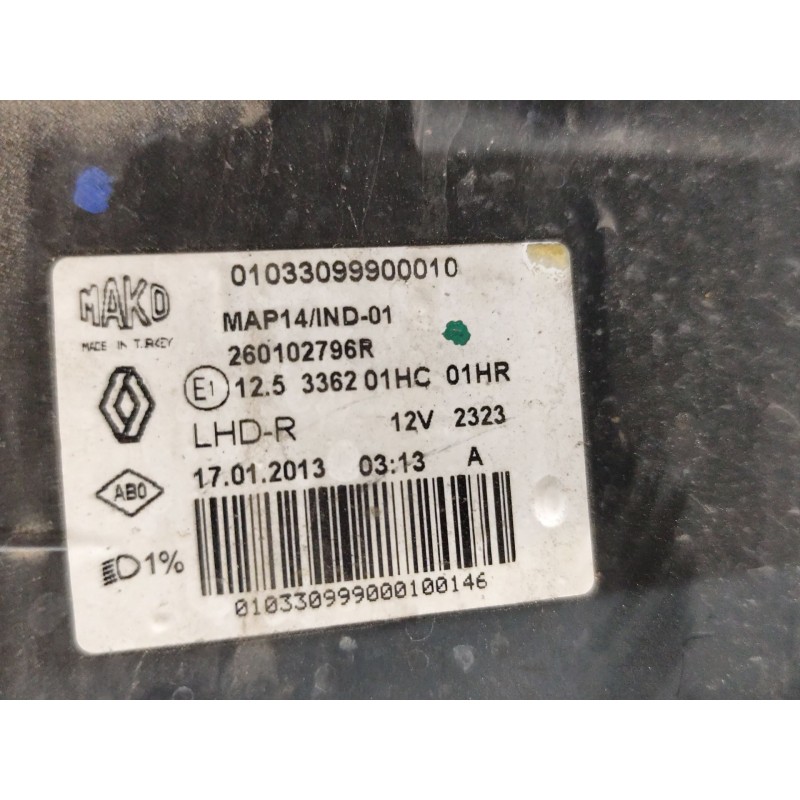 MAKO
MADE IN TURKEY
01033099900010
MAP14/IND-01
260102796R
E1 12.5 3362 01HC 01HR
LHD-R 12V 2323
17.01.2013 03:13 A
ABO
1%
010330999000100146